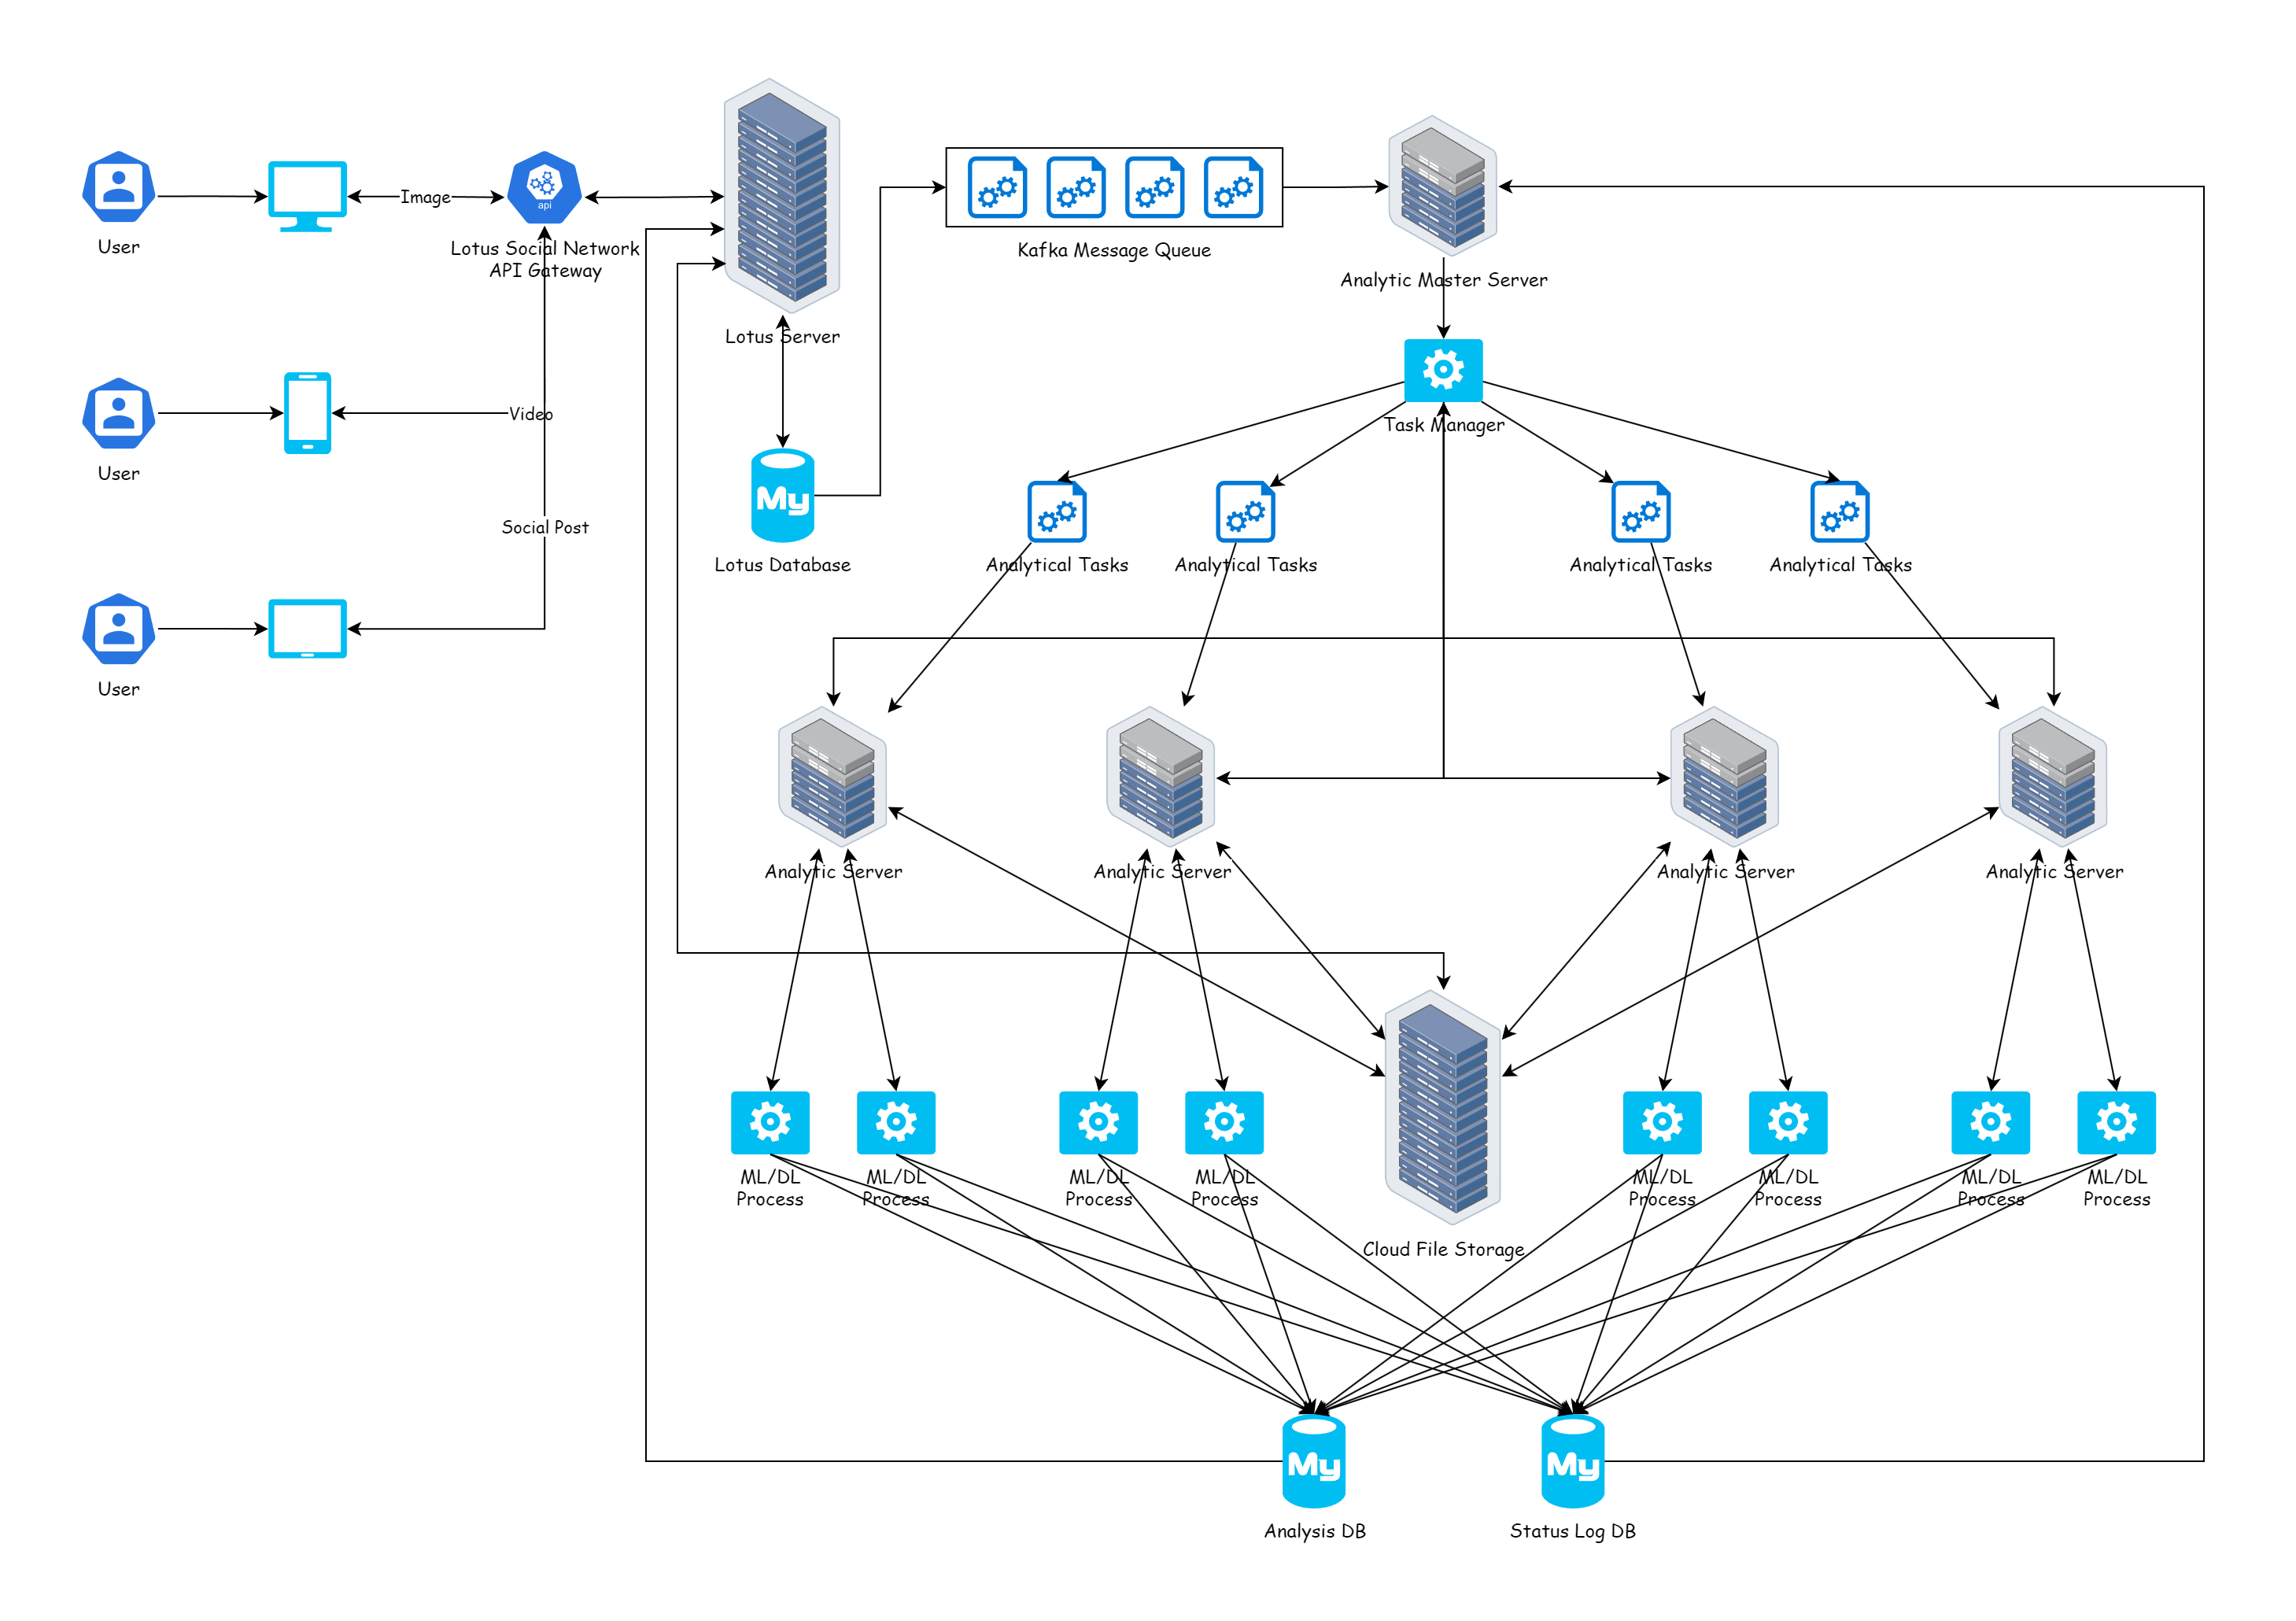 User
Image
api
Lotus Social Network
API Gateway
Lotus Server
Kafka Message Queue
Analytic Master Server
User
Video
Task Manager
My
Lotus Database
Social Post
Analytical Tasks
Analytical Tasks
Analytical Tasks
Analytical Tasks
User
Analytic Server
Analytic Server
Analytic Server
Analytic Server
ML/DL
Process
ML/DL
Process
ML/DL
Process
ML/DL
Process
ML/DL
Process
ML/DL
Process
ML/DL
Process
ML/DL
Process
Cloud File Storage
My
My
Analysis DB
Status Log DB